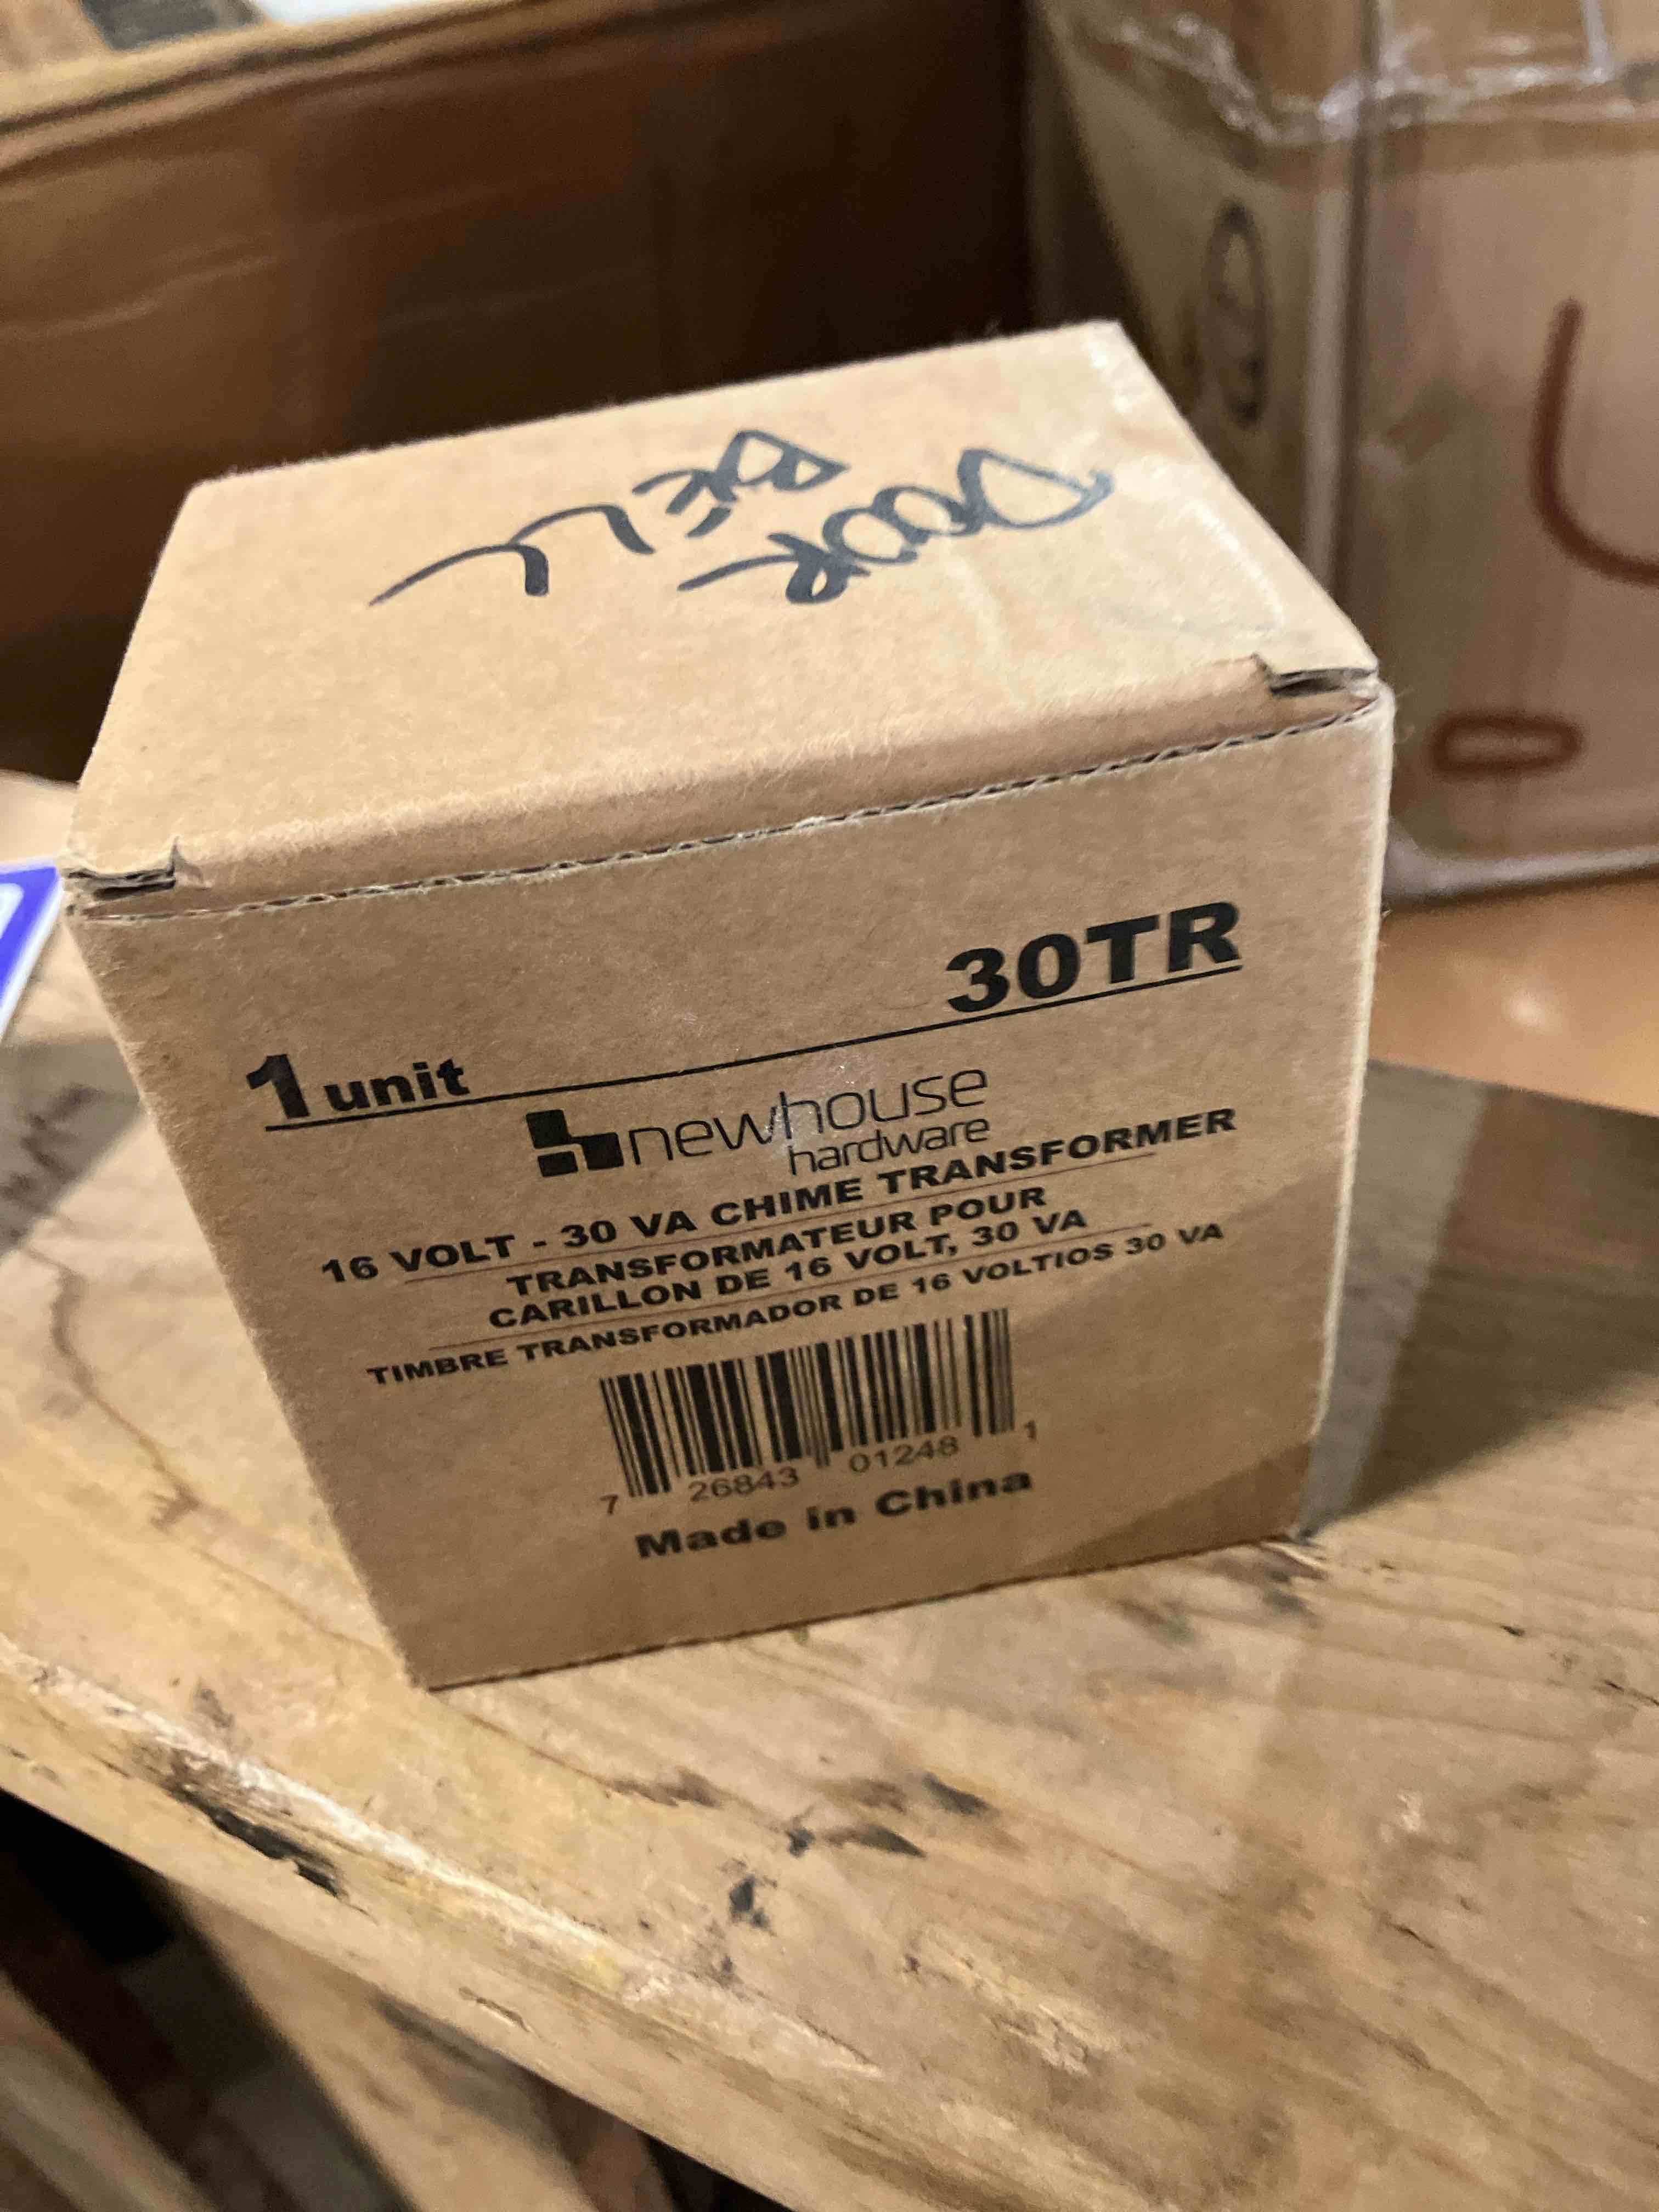 DOOR
BELL
30TR
1 unit
newhouse
hardware
16 VOLT - 30 VA CHIME TRANSFORMER
TRANSFORMATEUR POUR
CARILLON DE 16 VOLT, 30 VA
TIMBRE TRANSFORMADOR DE 16 VOLTIOS 30 VA
7 26843 01248 1
Made in China